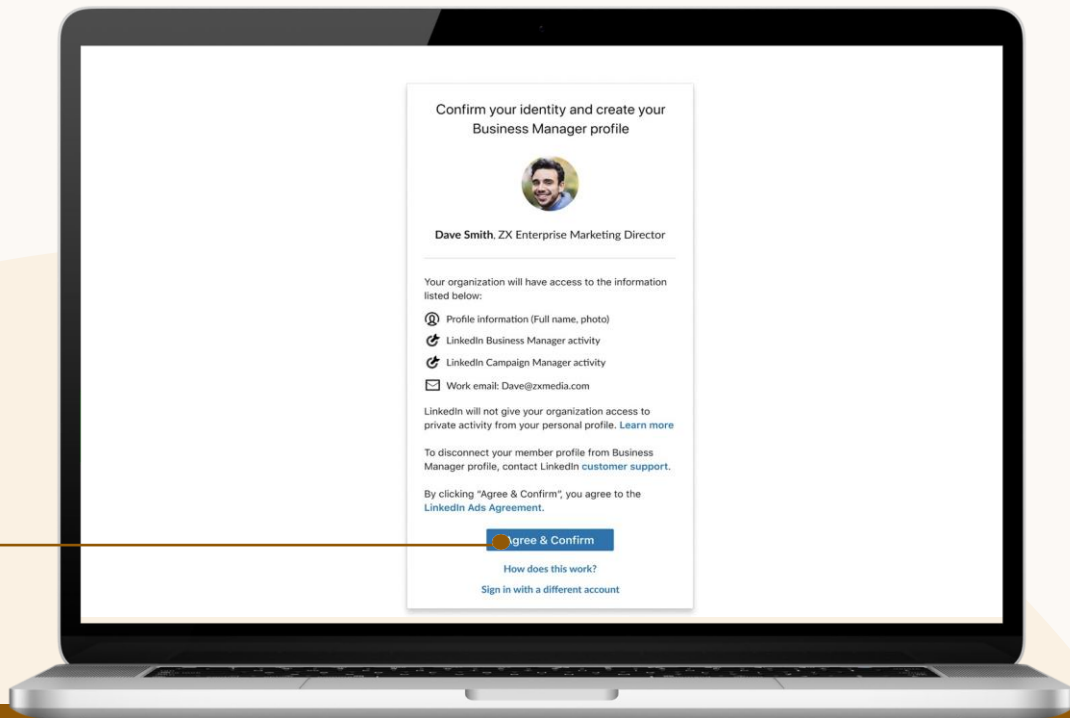 Confirm your identity and create your
Business Manager profile
Dave Smith, ZX Enterprise Marketing Director
Your organization will have access to the information
listed below:
Profile information (Full name, photo)
LinkedIn Business Manager activity
LinkedIn Campaign Manager activity
Work email: Dave@zxmedia.com
LinkedIn will not give your organization access to
private activity from your personal profile. Learn more
To disconnect your member profile from Business
Manager profile, contact LinkedIn customer support.
By clicking "Agree & Confirm", you agree to the
LinkedIn Ads Agreement.
Agree & Confirm
How does this work?
Sign in with a different account